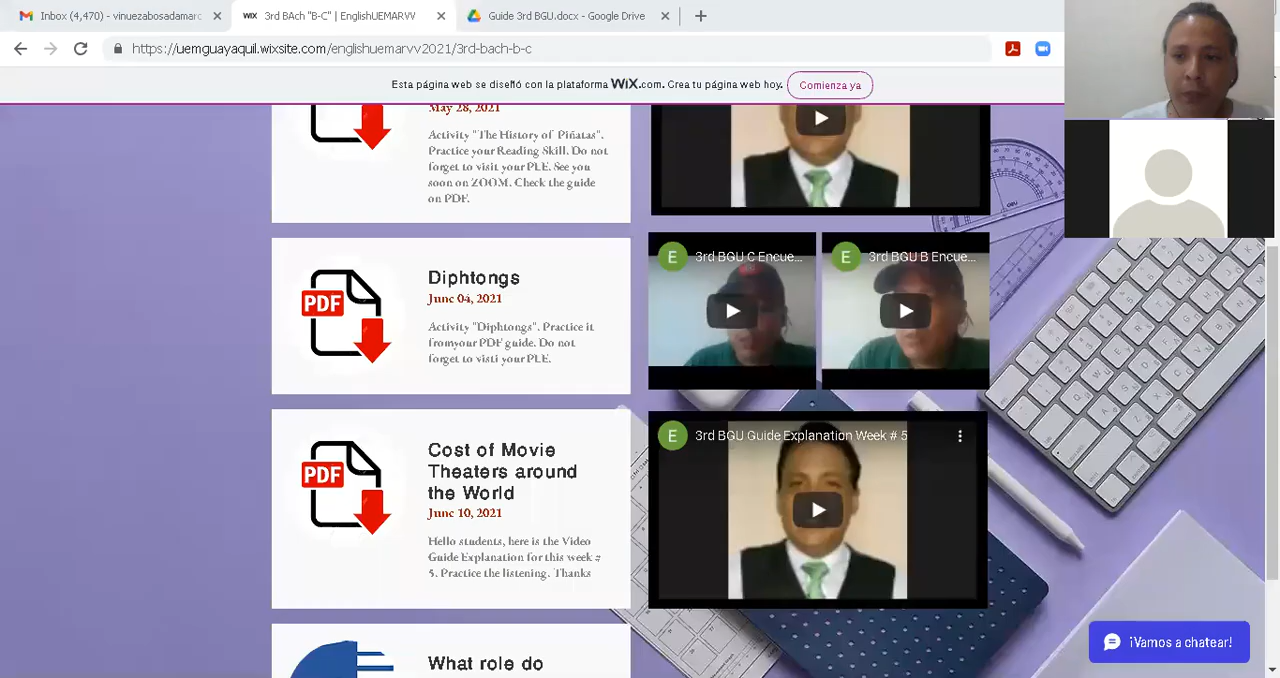 Inbox (4,470) - vinuezabosadamarc
WIX 3rd BAch "B-C" | EnglishUEMARVV
Guide 3rd BGU.docx - Google Drive
https://uemguayaquil.wixsite.com/englishuemarvv2021/3rd-bach-b-c
Esta página web se diseñó con la plataforma WiX.com. Crea tu página web hoy. Comienza ya
May 28, 2021
Activity "The History of Piñatas".
Practice your Reading Skill. Do not
forget to visit your PLE. See you
soon on ZOOM. Check the guide
on PDF.
PDF
Diphtongs
June 04, 2021
Activity "Diphtongs". Practice it
fromyour PDF guide. Do not
forget to visti your PLE.
E 3rd BGU C Encue...
E 3rd BGU B Encue...
PDF
Cost of Movie
Theaters around
the World
June 10, 2021
Hello students, here is the Video
Guide Explanation for this week #
5. Practice the listening. Thanks
E 3rd BGU Guide Explanation Week # 5
What role do
¡Vamos a chatear!